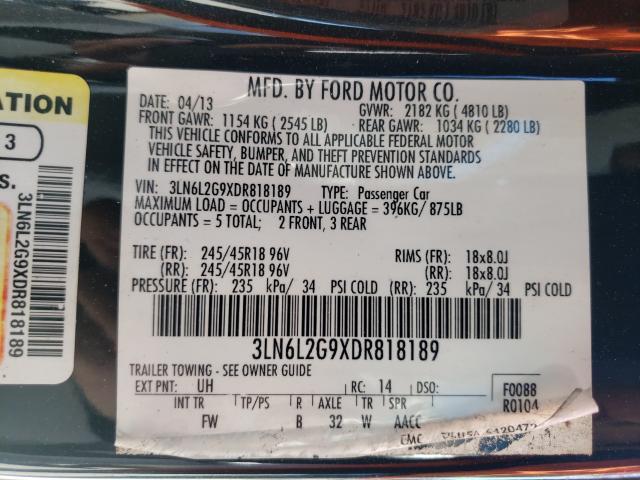 MFD. BY FORD MOTOR CO.
DATE: 04/13
GVWR: 2182 KG ( 4810 LB)
FRONT GAWR: 1154 KG ( 2545 LB)
REAR GAWR: 1034 KG ( 2280 LB)
THIS VEHICLE CONFORMS TO ALL APPLICABLE FEDERAL MOTOR
VEHICLE SAFETY, BUMPER, AND THEFT PREVENTION STANDARDS
IN EFFECT ON THE DATE OF MANUFACTURE SHOWN ABOVE.
VIN: 3LN6L2G9XDR818189 TYPE: Passenger Car
MAXIMUM LOAD = OCCUPANTS + LUGGAGE = 396KG/ 875LB
OCCUPANTS = 5 TOTAL; 2 FRONT, 3 REAR
TIRE (FR): 245/45R18 96V RIMS (FR): 18x8.0J
(RR): 245/45R18 96V (RR): 18x8.0J
PRESSURE (FR): 235 kPa/ 34 PSI COLD (RR): 235 kPa/ 34 PSI COLD
3LN6L2G9XDR818189
TRAILER TOWING - SEE OWNER GUIDE
EXT PNT: UH RC: 14 DSO:
F0088
R0104
INT TR TP/PS R AXLE TR SPR
FW B 32 W AACC
ATION
3
S.
3LN6L2G9XDR818189